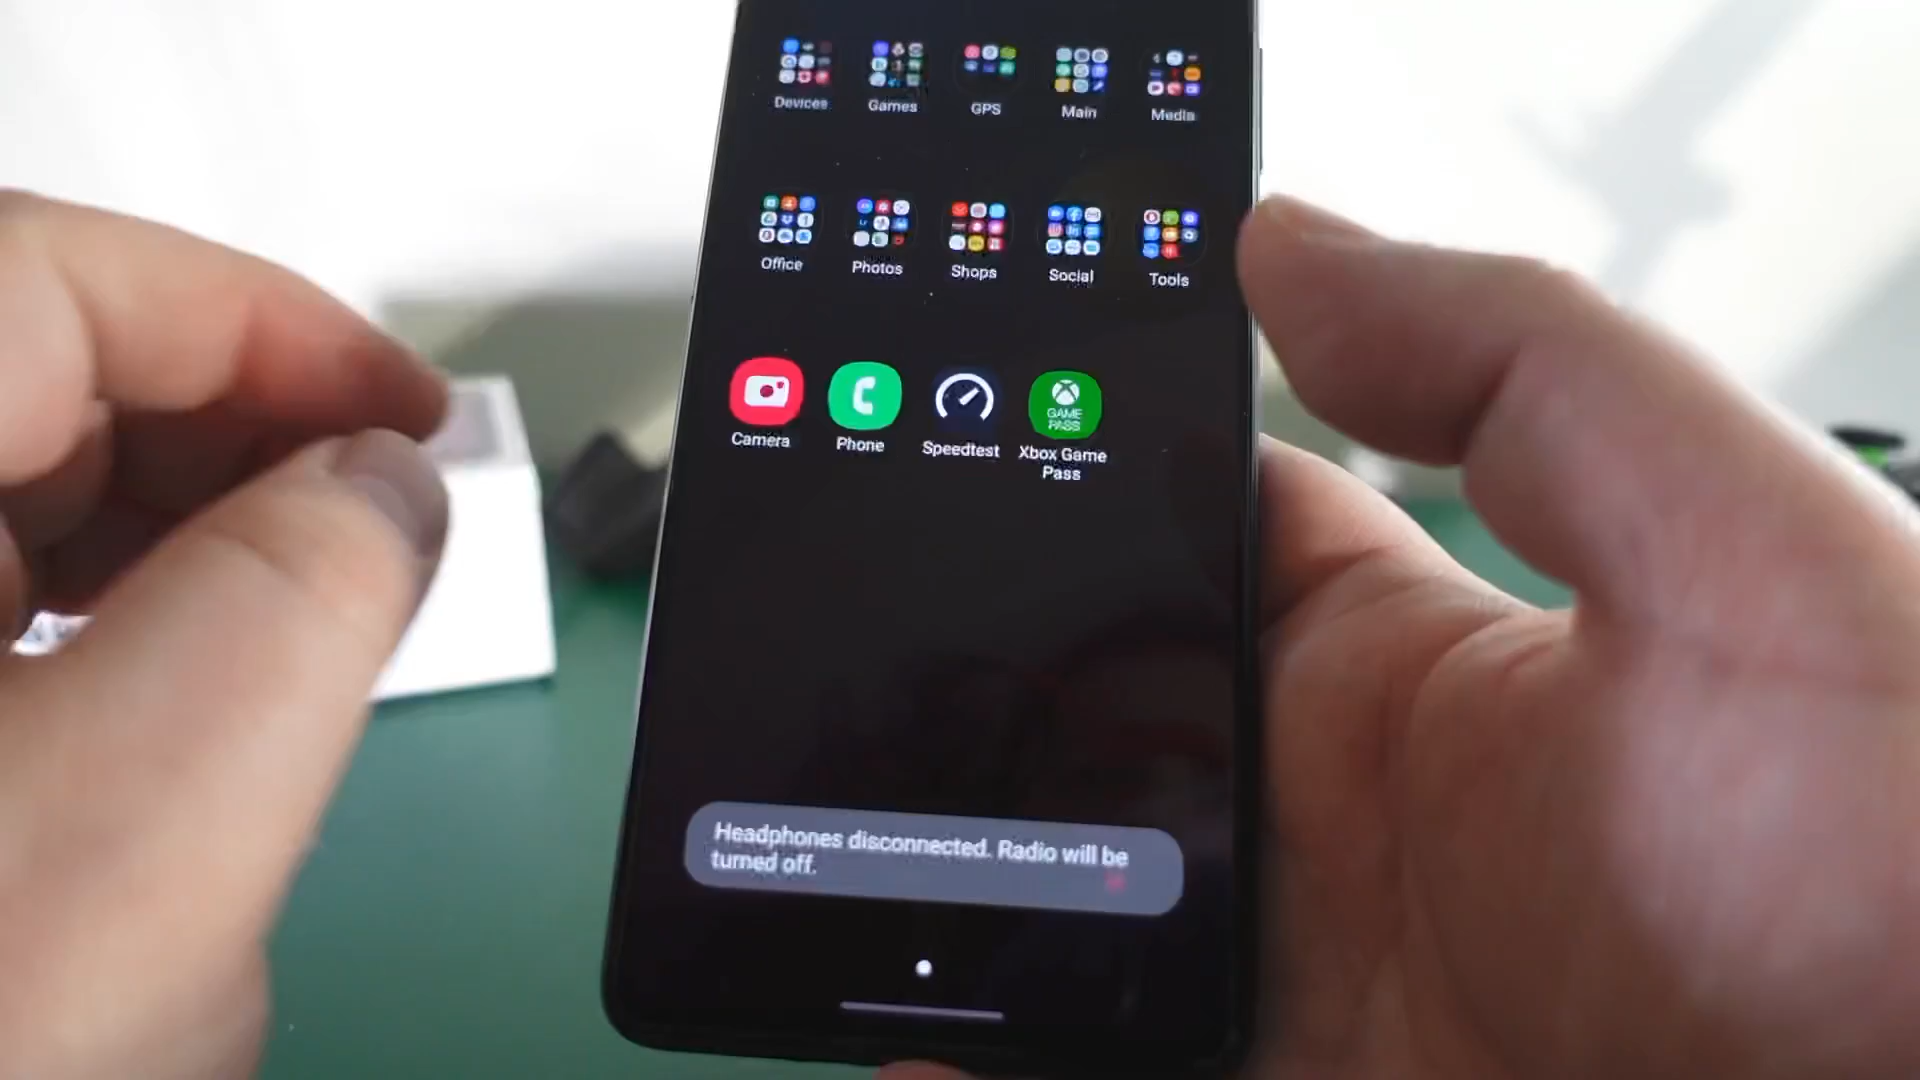 Devices Games GPS Main Media
Office Photos Shops Social Tools
GAME
PASS
Camera Phone Speedtest Xbox Game
Pass
Headphones disconnected. Radio will be
turned off.